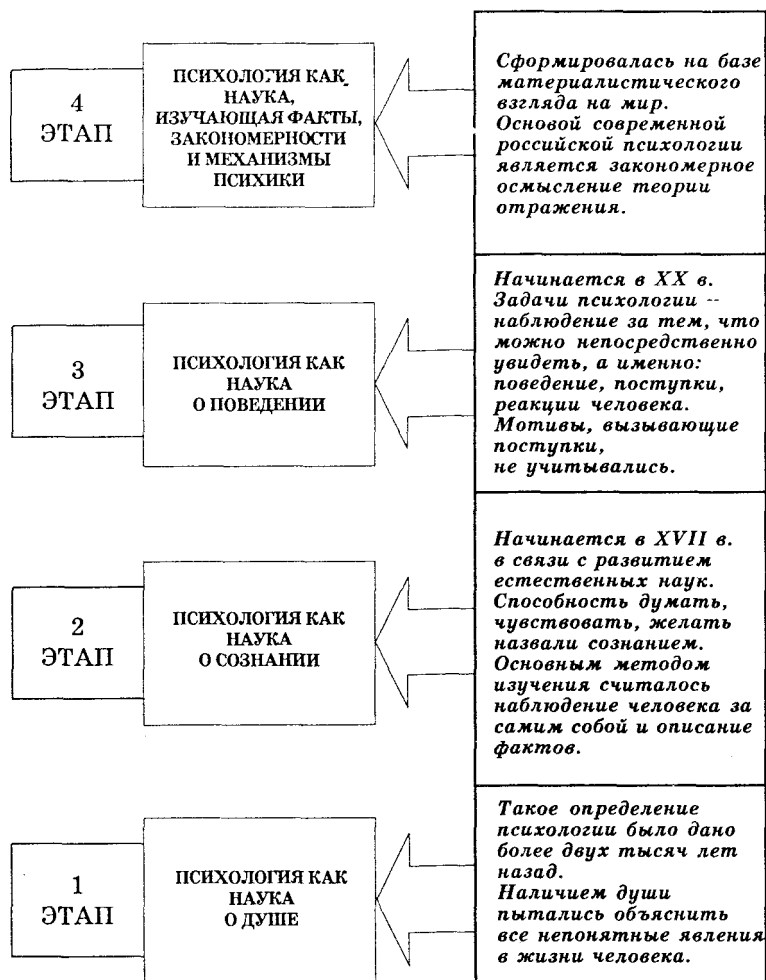 4
ЭТАП
ПСИХОЛОГИЯ КАК
НАУКА,
ИЗУЧАЮЩАЯ ФАКТЫ,
ЗАКОНОМЕРНОСТИ
И МЕХАНИЗМЫ
ПСИХИКИ
Сформировалась на базе
материалистического
взгляда на мир.
Основой современной
российской психологии
является закономерное
осмысление теории
отражения.
3
ЭТАП
ПСИХОЛОГИЯ КАК
НАУКА
О ПОВЕДЕНИИ
Начинается в XX в.
Задачи психологии --
наблюдение за тем, что
можно непосредственно
увидеть, а именно:
поведение, поступки,
реакции человека.
Мотивы, вызывающие
поступки,
не учитывались.
2
ЭТАП
ПСИХОЛОГИЯ КАК
НАУКА
О СОЗНАНИИ
Начинается в XVII в.
в связи с развитием
естественных наук.
Способность думать,
чувствовать, желать
назвали сознанием.
Основным методом
изучения считалось
наблюдение человека за
самим собой и описание
фактов.
1
ЭТАП
ПСИХОЛОГИЯ КАК
НАУКА
О ДУШЕ
Такое определение
психологии было дано
более двух тысяч лет
назад.
Наличием души
пытались объяснить
все непонятные явления
в жизни человека.